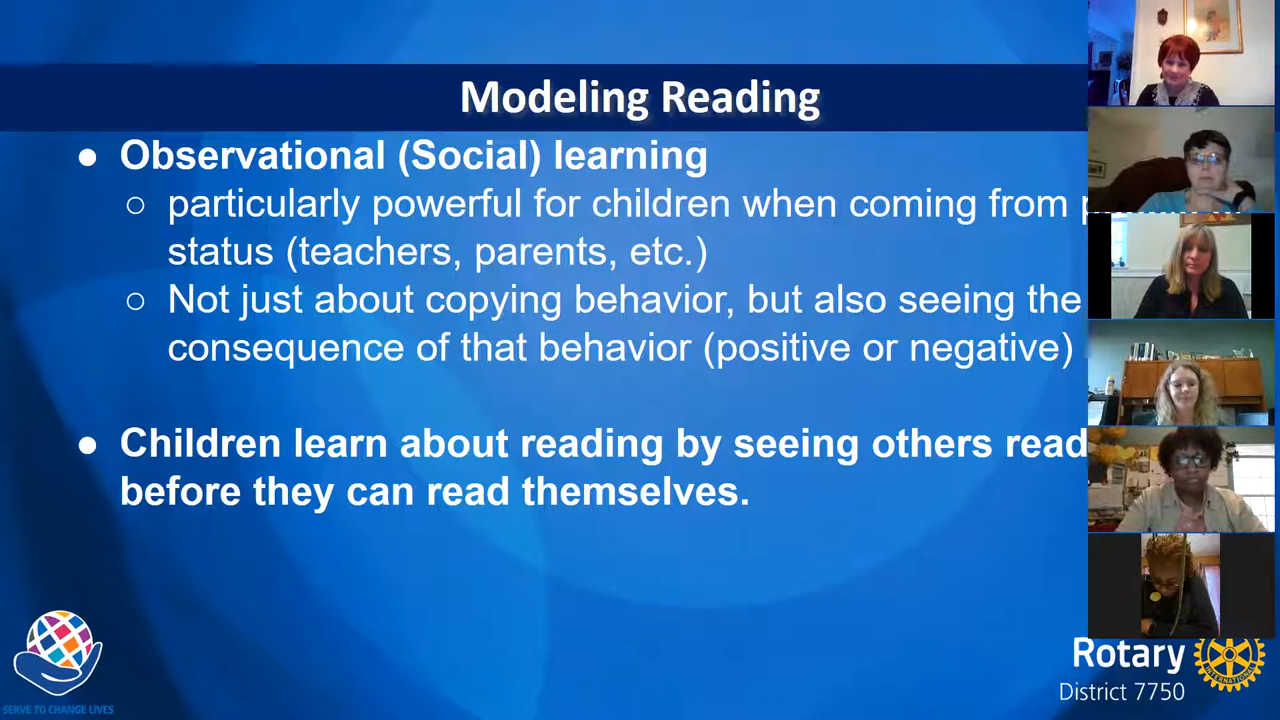 Modeling Reading
● Observational (Social) learning
○ particularly powerful for children when coming from
status (teachers, parents, etc.)
○ Not just about copying behavior, but also seeing the
consequence of that behavior (positive or negative)
● Children learn about reading by seeing others read
before they can read themselves.
SERVE TO CHANGE LIVES
Rotary
District 7750